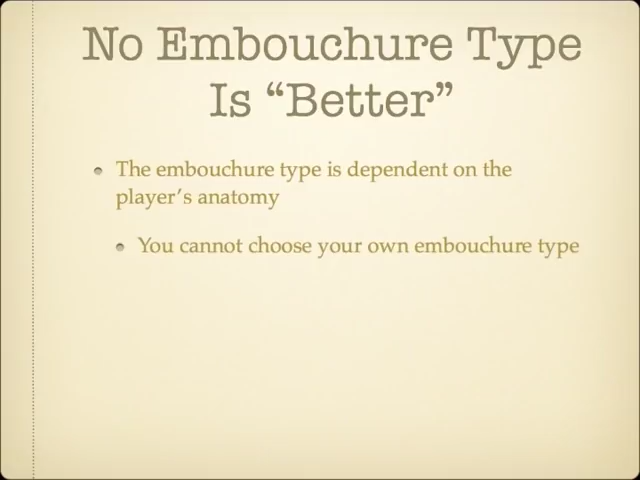 No Embouchure Type
Is “Better”
The embouchure type is dependent on the
player’s anatomy
You cannot choose your own embouchure type